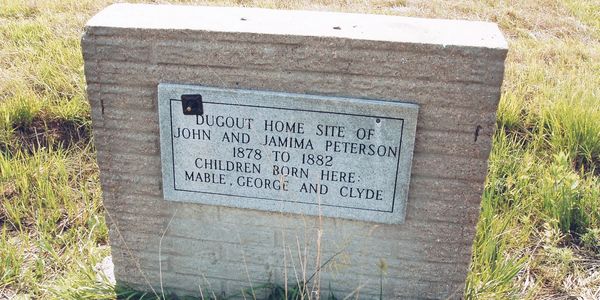 DUGOUT HOME SITE OF
JOHN AND JAMIMA PETERSON
1878 TO 1882
CHILDREN BORN HERE:
MABLE, GEORGE AND CLYDE